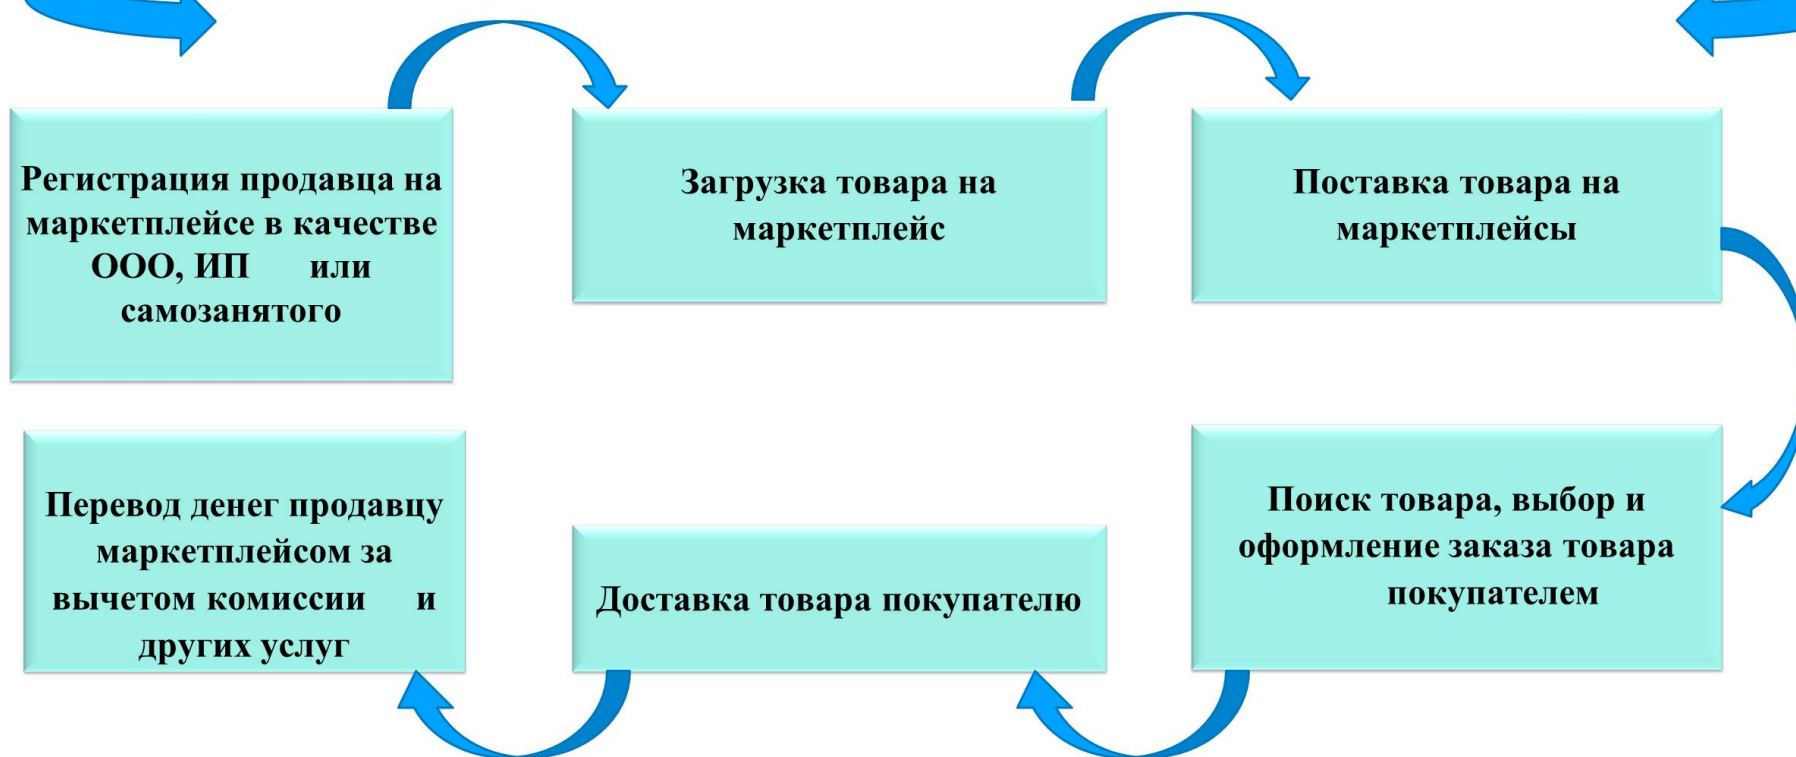 Регистрация продавца на
маркетплейсе в качестве
ООО, ИП или
самозанятого
Загрузка товара на
маркетплейс
Поставка товара на
маркетплейсы
Поиск товара, выбор и
оформление заказа товара
покупателем
Доставка товара покупателю
Перевод денег продавцу
маркетплейсом за
вычетом комиссии и
других услуг